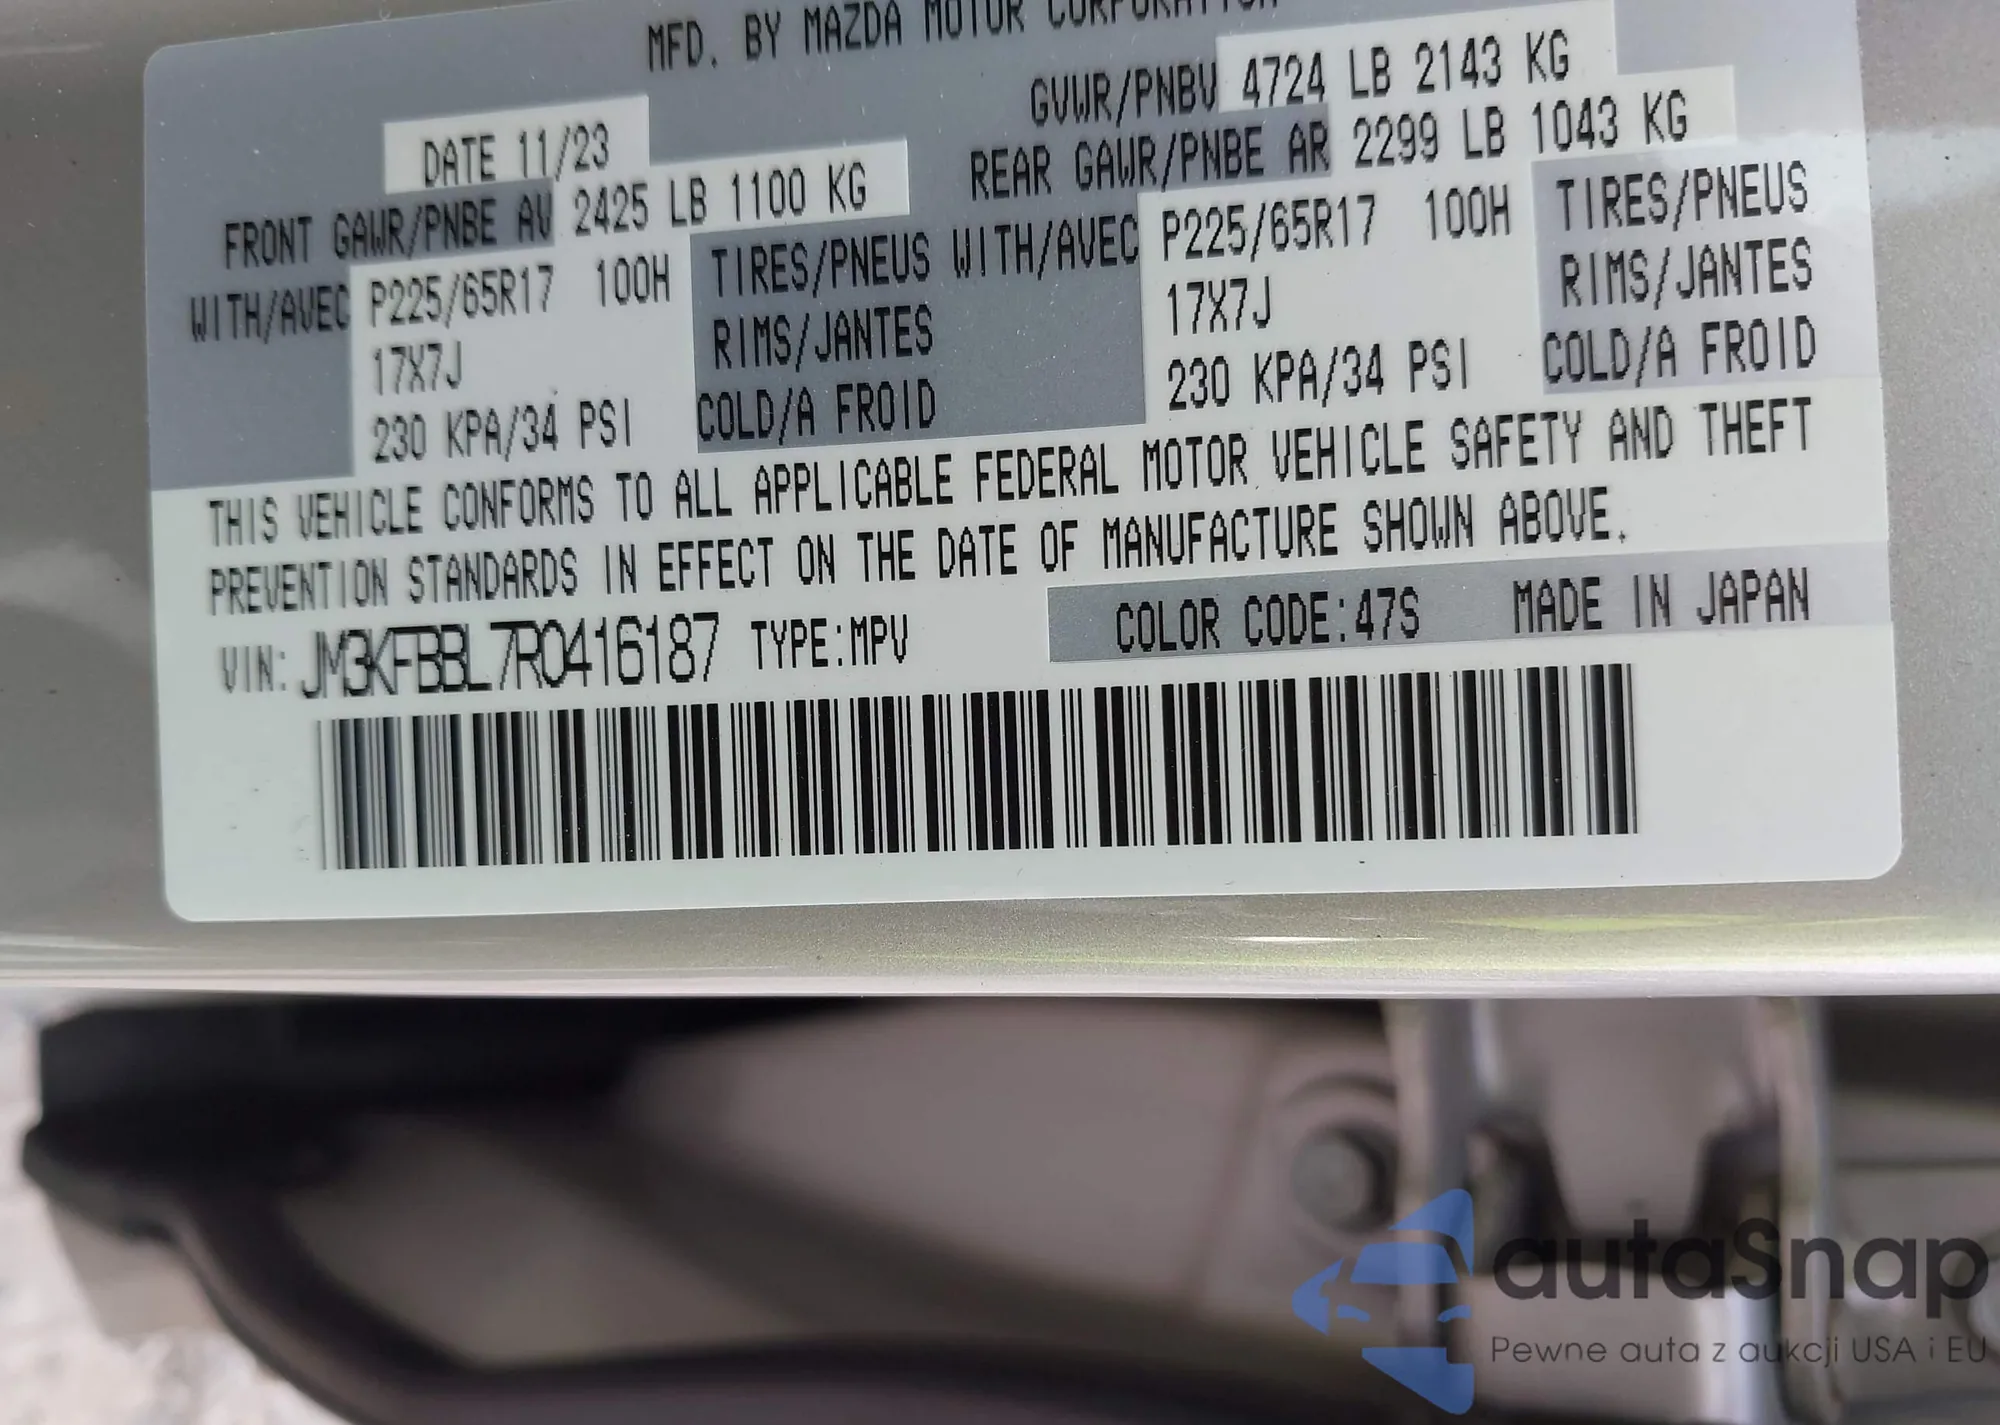 MFD. BY MAZDA MOTOR CORPORATION
DATE 11/23
GVWR/PNBV 4724 LB 2143 KG
FRONT GAWR/PNBE AV 2425 LB 1100 KG
REAR GAWR/PNBE AR 2299 LB 1043 KG
WITH/AVEC P225/65R17 100H TIRES/PNEUS
17X7J RIMS/JANTES
230 KPA/34 PSI COLD/A FROID
WITH/AVEC P225/65R17 100H TIRES/PNEUS
17X7J RIMS/JANTES
230 KPA/34 PSI COLD/A FROID
THIS VEHICLE CONFORMS TO ALL APPLICABLE FEDERAL MOTOR VEHICLE SAFETY AND THEFT
PREVENTION STANDARDS IN EFFECT ON THE DATE OF MANUFACTURE SHOWN ABOVE.
VIN: JM3KFBBL7R0416187 TYPE:MPV COLOR CODE:47S MADE IN JAPAN
autaSnap
Pewne auta z aukcji USA i EU